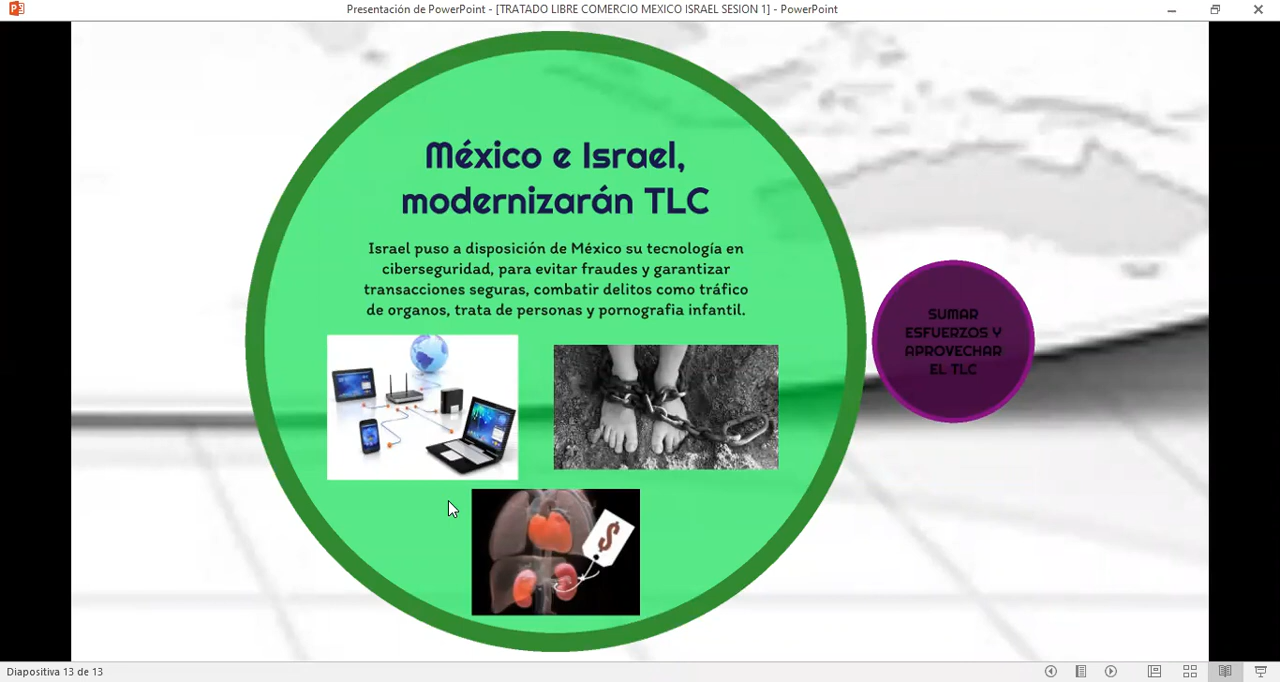 Presentación de PowerPoint - [TRATADO LIBRE COMERCIO MEXICO ISRAEL SESION 1] - PowerPoint
México e Israel,
modernizarán TLC
Israel puso a disposición de México su tecnología en
ciberseguridad, para evitar fraudes y garantizar
transacciones seguras, combatir delitos como tráfico
de organos, trata de personas y pornografia infantil.
$
SUMAR
ESFUERZOS Y
APROVECHAR
EL TLC
Diapositiva 13 de 13